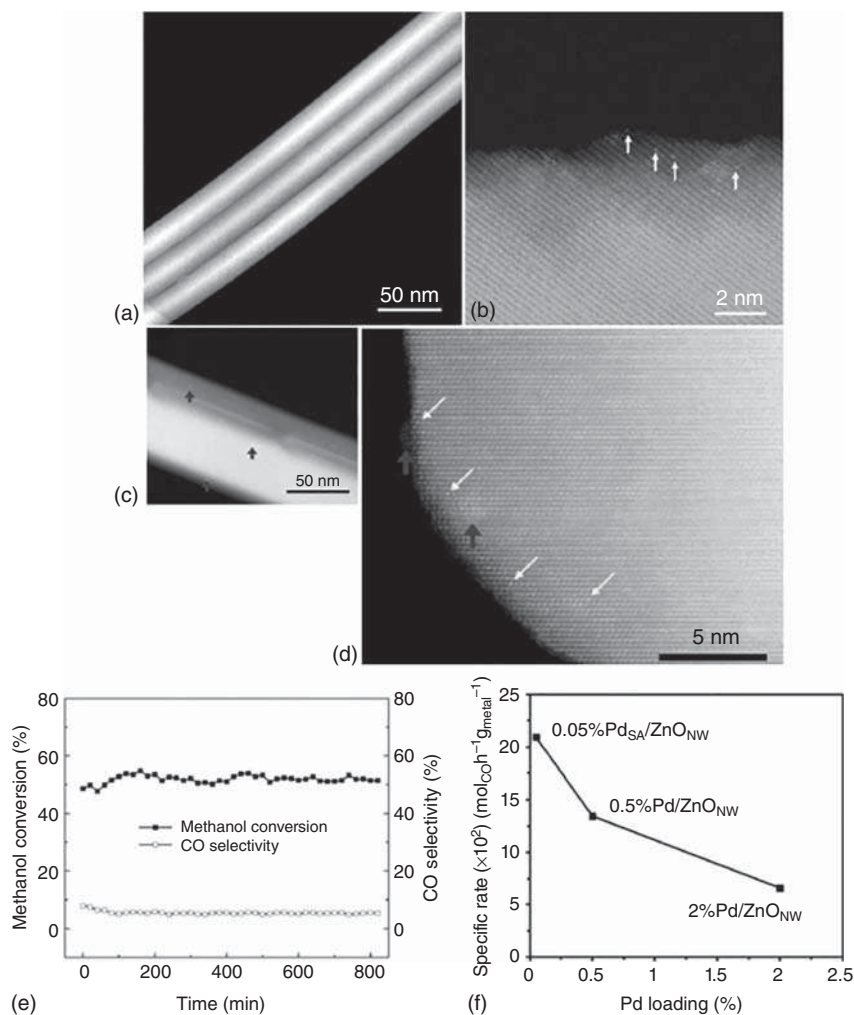 (a)
50 nm
(b)
2 nm
(c)
50 nm
(d)
5 nm
Methanol conversion (%)
80
60
40
20
0
Methanol conversion
CO selectivity
80
60
40
20
0
CO selectivity (%)
0 200 400 600 800
(e)
Time (min)
Specific rate (×10²) (mol_CO h⁻¹ g_metal⁻¹)
25
20
15
10
5
0
0.05%Pd_SA/ZnO_NW
0.5%Pd/ZnO_NW
2%Pd/ZnO_NW
0 0.5 1 1.5 2 2.5
(f)
Pd loading (%)